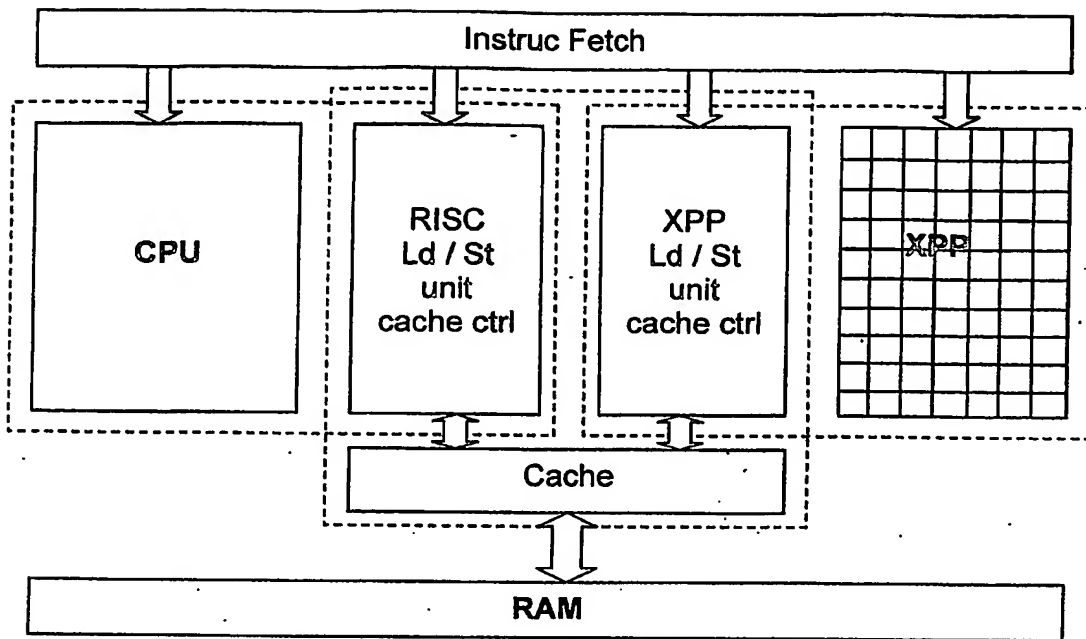 Instruc Fetch
CPU
RISC
Ld / St
unit
cache ctrl
XPP
Ld / St
unit
cache ctrl
XPP
Cache
RAM